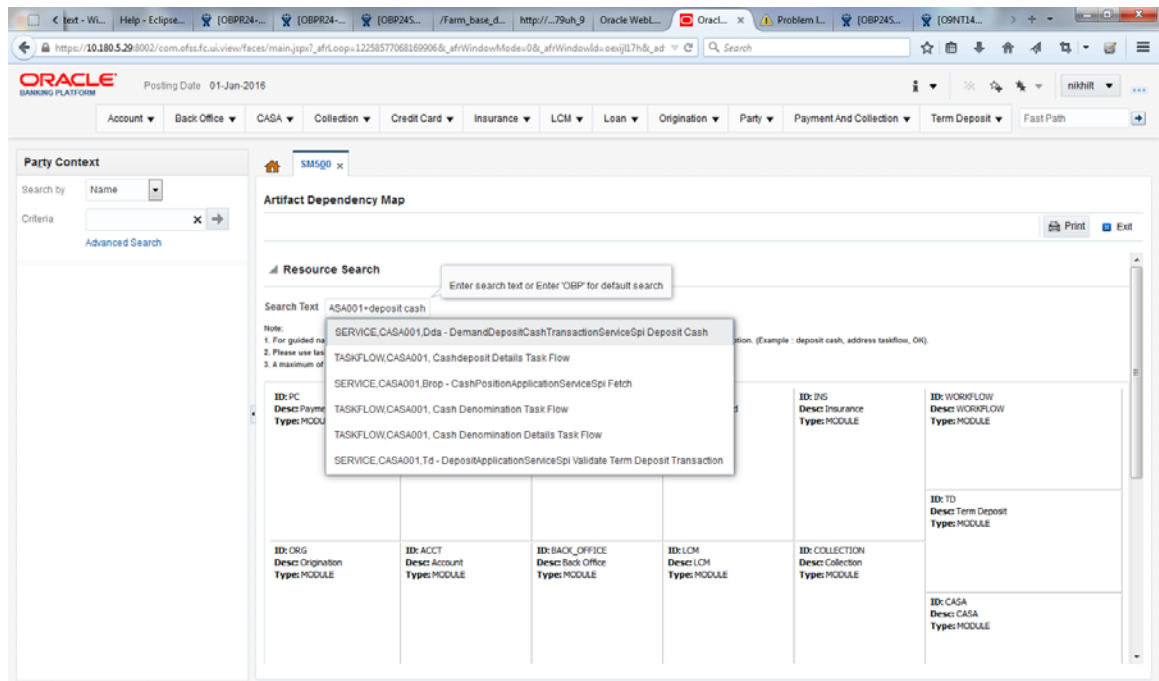 text - Wi...
Help - Eclipse...
[OBPR24-...
[OBPR24-...
[OBP24S...
/Farm_base_d...
http://...79uh_9
Oracle WebL...
Oracl...
Problem l...
[OBP24S...
[O9NT14...
https://10.180.5.29:8002/com.ofss.fc.ui.view/faces/main.jspx?_afrLoop=12258577068169906&_afrWindowMode=0&_afrWindowId=oexijl17h&_ad
Search
ORACLE
BANKING PLATFORM
Posting Date 01-Jan-2016
nikhilt
Account Back Office CASA Collection Credit Card Insurance LCM Loan Origination Party Payment And Collection Term Deposit Fast Path
Party Context
Search by Name
Criteria
Advanced Search
SM500
Artifact Dependency Map
Print Exit
Resource Search
Enter search text or Enter 'OBP' for default search
Search Text ASA001+deposit cash
Note:
1. For guided na
ption. (Example : deposit cash, address taskflow, OK).
2. Please use tas
3. A maximum of
SERVICE,CASA001,Dda - DemandDepositCashTransactionServiceSpi Deposit Cash
TASKFLOW,CASA001, Cashdeposit Details Task Flow
SERVICE,CASA001,Brop - CashPositionApplicationServiceSpi Fetch
TASKFLOW,CASA001, Cash Denomination Task Flow
TASKFLOW,CASA001, Cash Denomination Details Task Flow
SERVICE,CASA001,Td - DepositApplicationServiceSpi Validate Term Deposit Transaction
ID: PC
Desc: Payme
Type: MODU
d
ID: INS
Desc: Insurance
Type: MODULE
ID: WORKFLOW
Desc: WORKFLOW
Type: MODULE
ID: TD
Desc: Term Deposit
Type: MODULE
ID: ORG
Desc: Origination
Type: MODULE
ID: ACCT
Desc: Account
Type: MODULE
ID: BACK_OFFICE
Desc: Back Office
Type: MODULE
ID: LCM
Desc: LCM
Type: MODULE
ID: COLLECTION
Desc: Collection
Type: MODULE
ID: CASA
Desc: CASA
Type: MODULE